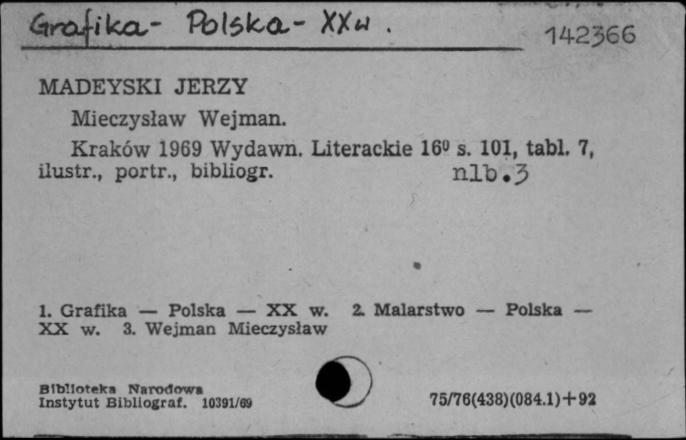 Grafika - Polska - XX w.
142366
MADEYSKI JERZY
Mieczysław Wejman.
Kraków 1969 Wydawn. Literackie 16⁰ s. 101, tabl. 7,
ilustr., portr., bibliogr. nlb.3
1. Grafika — Polska — XX w. 2. Malarstwo — Polska —
XX w. 3. Wejman Mieczysław
Biblioteka Narodowa
Instytut Bibliograf. 10391/69
75/76(438)(084.1)+92